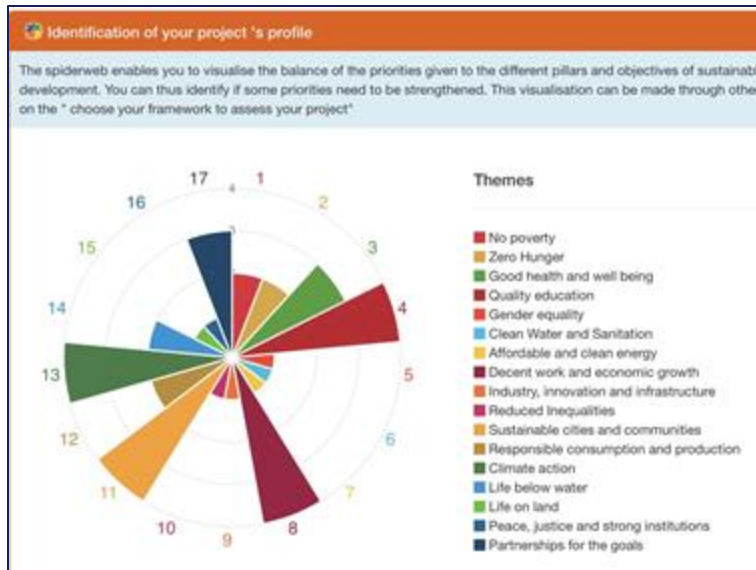 Identification of your project 's profile
The spiderweb enables you to visualise the balance of the priorities given to the different pillars and objectives of
development. You can thus identify if some priorities need to be strengthened. This visualisation can be made through
on the " choose your framework to assess your project"
Themes
No poverty
Zero Hunger
Good health and well being
Quality education
Gender equality
Clean Water and Sanitation
Affordable and clean energy
Decent work and economic growth
Industry, innovation and infrastructure
Reduced Inequalities
Sustainable cities and communities
Responsible consumption and production
Climate action
Life below water
Life on land
Peace, justice and strong institutions
Partnerships for the goals
17
1
4
16
2
15
3
3
14
4
13
5
12
6
11
7
10
9
8